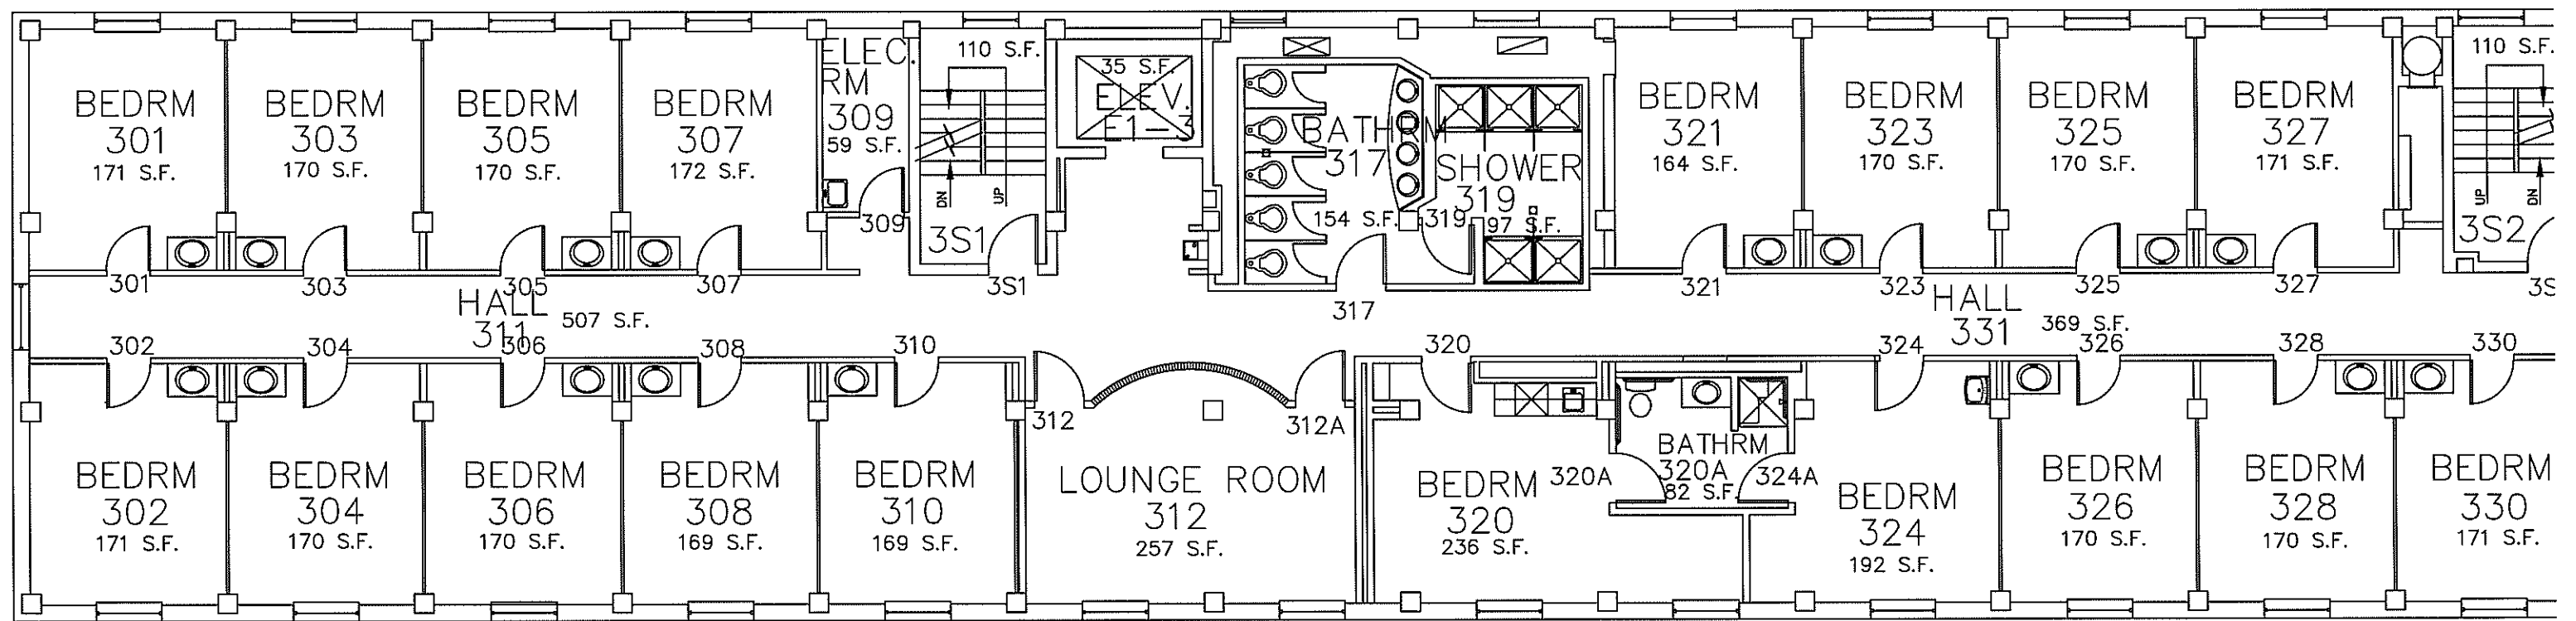 BEDRM
301
171 S.F.
BEDRM
303
170 S.F.
BEDRM
305
170 S.F.
BEDRM
307
172 S.F.
ELEC.
RM
309
59 S.F.
309
110 S.F.
DN
UP
3S1
3S1
35 S.F.
ELEV.
E1-3
BATHRM
317
154 S.F.
319
SHOWER
319
97 S.F.
BEDRM
321
164 S.F.
BEDRM
323
170 S.F.
BEDRM
325
170 S.F.
BEDRM
327
171 S.F.
110 S.F.
UP
DN
3S2
3S
301
303
305
307
317
321
323
325
327
HALL
311
507 S.F.
HALL
331
369 S.F.
302
304
306
308
310
312
312A
320
324
326
328
330
BEDRM
302
171 S.F.
BEDRM
304
170 S.F.
BEDRM
306
170 S.F.
BEDRM
308
169 S.F.
BEDRM
310
169 S.F.
LOUNGE ROOM
312
257 S.F.
BEDRM
320
236 S.F.
320A
BATHRM
320A
82 S.F.
324A
BEDRM
324
192 S.F.
BEDRM
326
170 S.F.
BEDRM
328
170 S.F.
BEDRM
330
171 S.F.